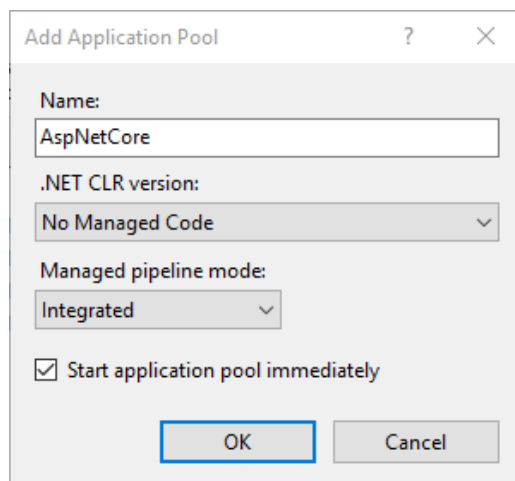 Add Application Pool ?
Name:
AspNetCore
.NET CLR version:
No Managed Code
Managed pipeline mode:
Integrated
Start application pool immediately
OK Cancel